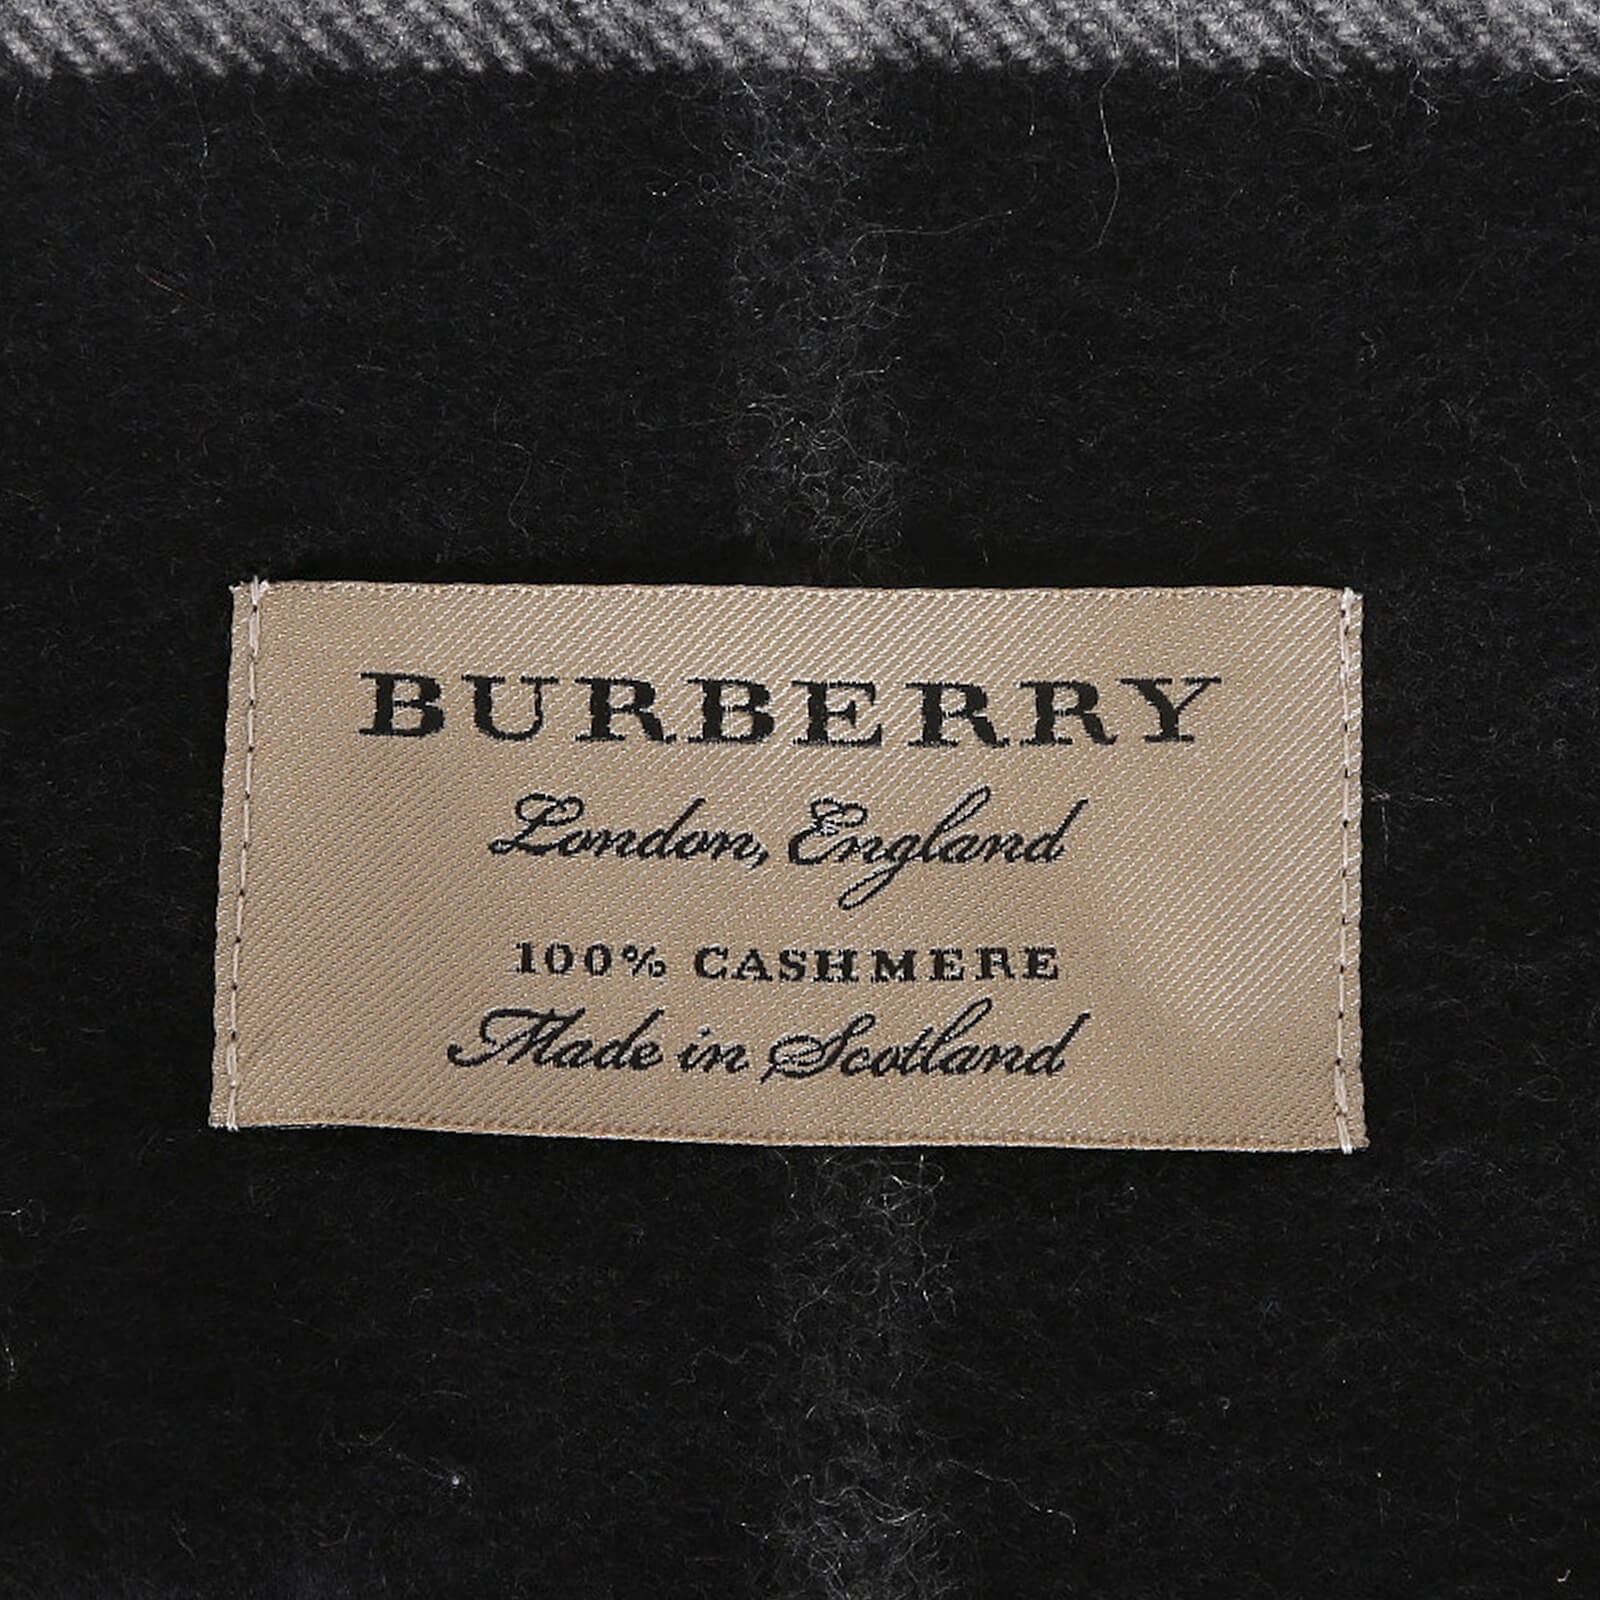 BURBERRY
London, England
100% CASHMERE
Made in Scotland